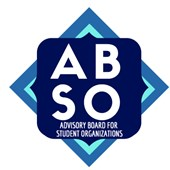 AB
SO
ADVISORY BOARD FOR
STUDENT ORGANIZATIONS